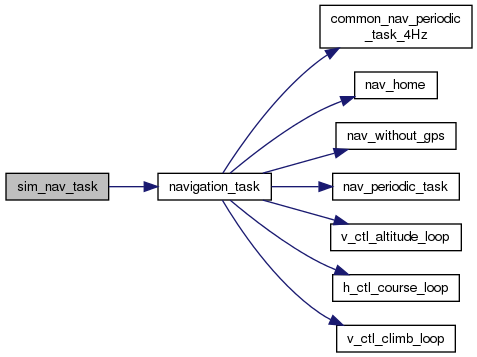 common_nav_periodic
_task_4Hz
nav_home
nav_without_gps
sim_nav_task
navigation_task
nav_periodic_task
v_ctl_altitude_loop
h_ctl_course_loop
v_ctl_climb_loop